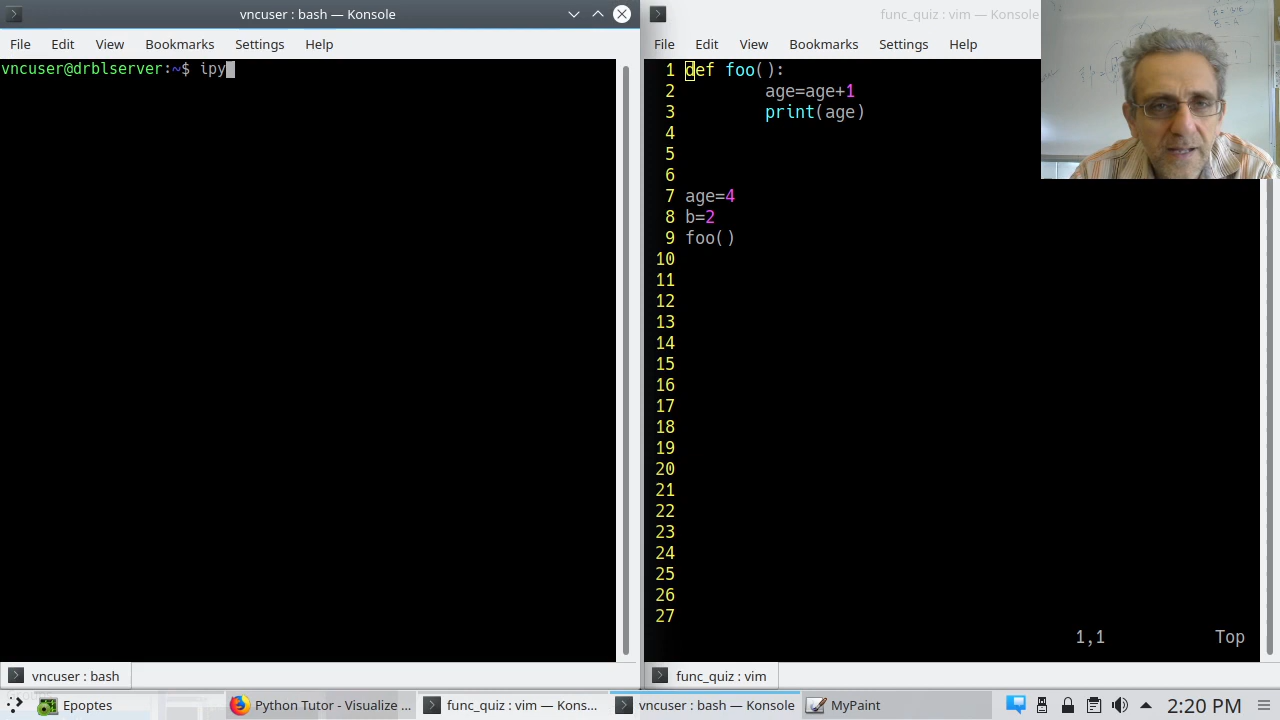 vncuser : bash — Konsole
File Edit View Bookmarks Settings Help
vncuser@drblserver:~$ ipy
vncuser : bash
func_quiz : vim — Konsole
File Edit View Bookmarks Settings Help
1 def foo():
2 age=age+1
3 print(age)
4
5
6
7 age=4
8 b=2
9 foo()
10
11
12
13
14
15
16
17
18
19
20
21
22
23
24
25
26
27
1,1 Top
func_quiz : vim
Epoptes Python Tutor - Visualize ... func_quiz : vim — Kons... vncuser : bash — Konsole MyPaint 2:20 PM